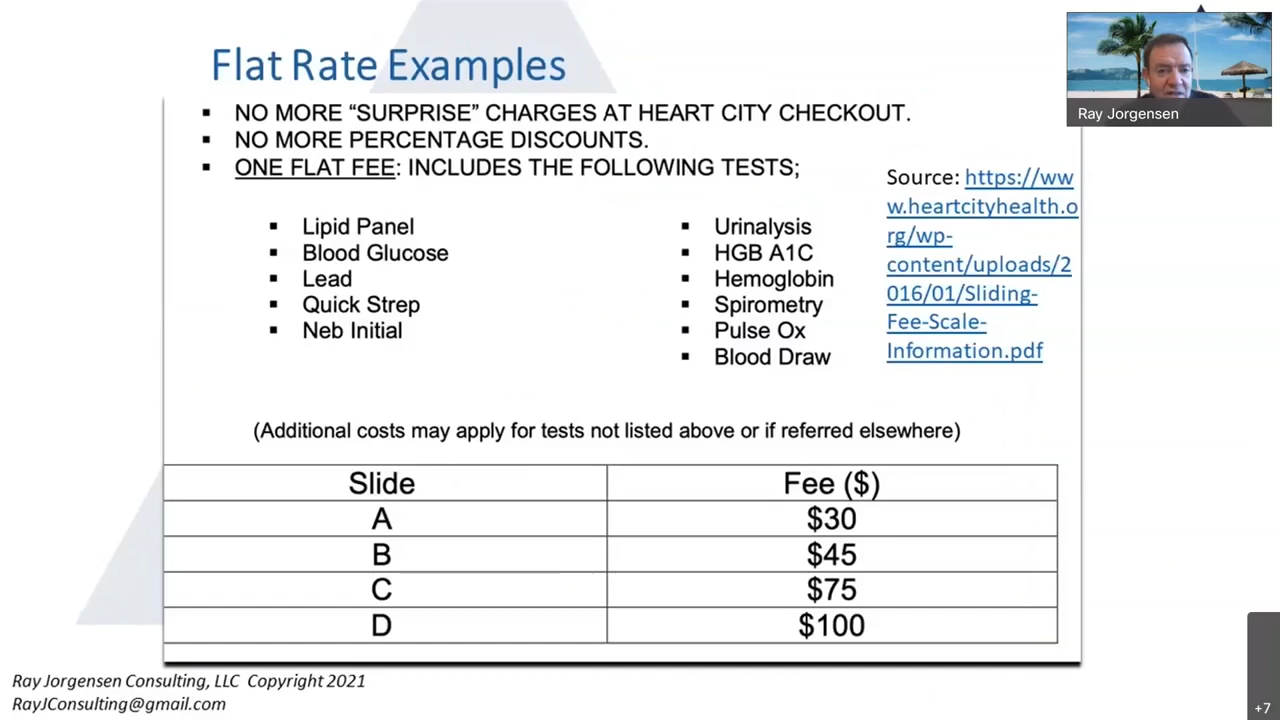 Flat Rate Examples
▪ NO MORE “SURPRISE” CHARGES AT HEART CITY CHECKOUT.
▪ NO MORE PERCENTAGE DISCOUNTS.
▪ ONE FLAT FEE: INCLUDES THE FOLLOWING TESTS;
▪ Lipid Panel
▪ Blood Glucose
▪ Lead
▪ Quick Strep
▪ Neb Initial
▪ Urinalysis
▪ HGB A1C
▪ Hemoglobin
▪ Spirometry
▪ Pulse Ox
▪ Blood Draw
Source: https://ww
w.heartcityhealth.o
rg/wp-
content/uploads/2
016/01/Sliding-
Fee-Scale-
Information.pdf
(Additional costs may apply for tests not listed above or if referred elsewhere)
Slide Fee ($)
A $30
B $45
C $75
D $100
Ray Jorgensen Consulting, LLC Copyright 2021
RayJConsulting@gmail.com
Ray Jorgensen
+7